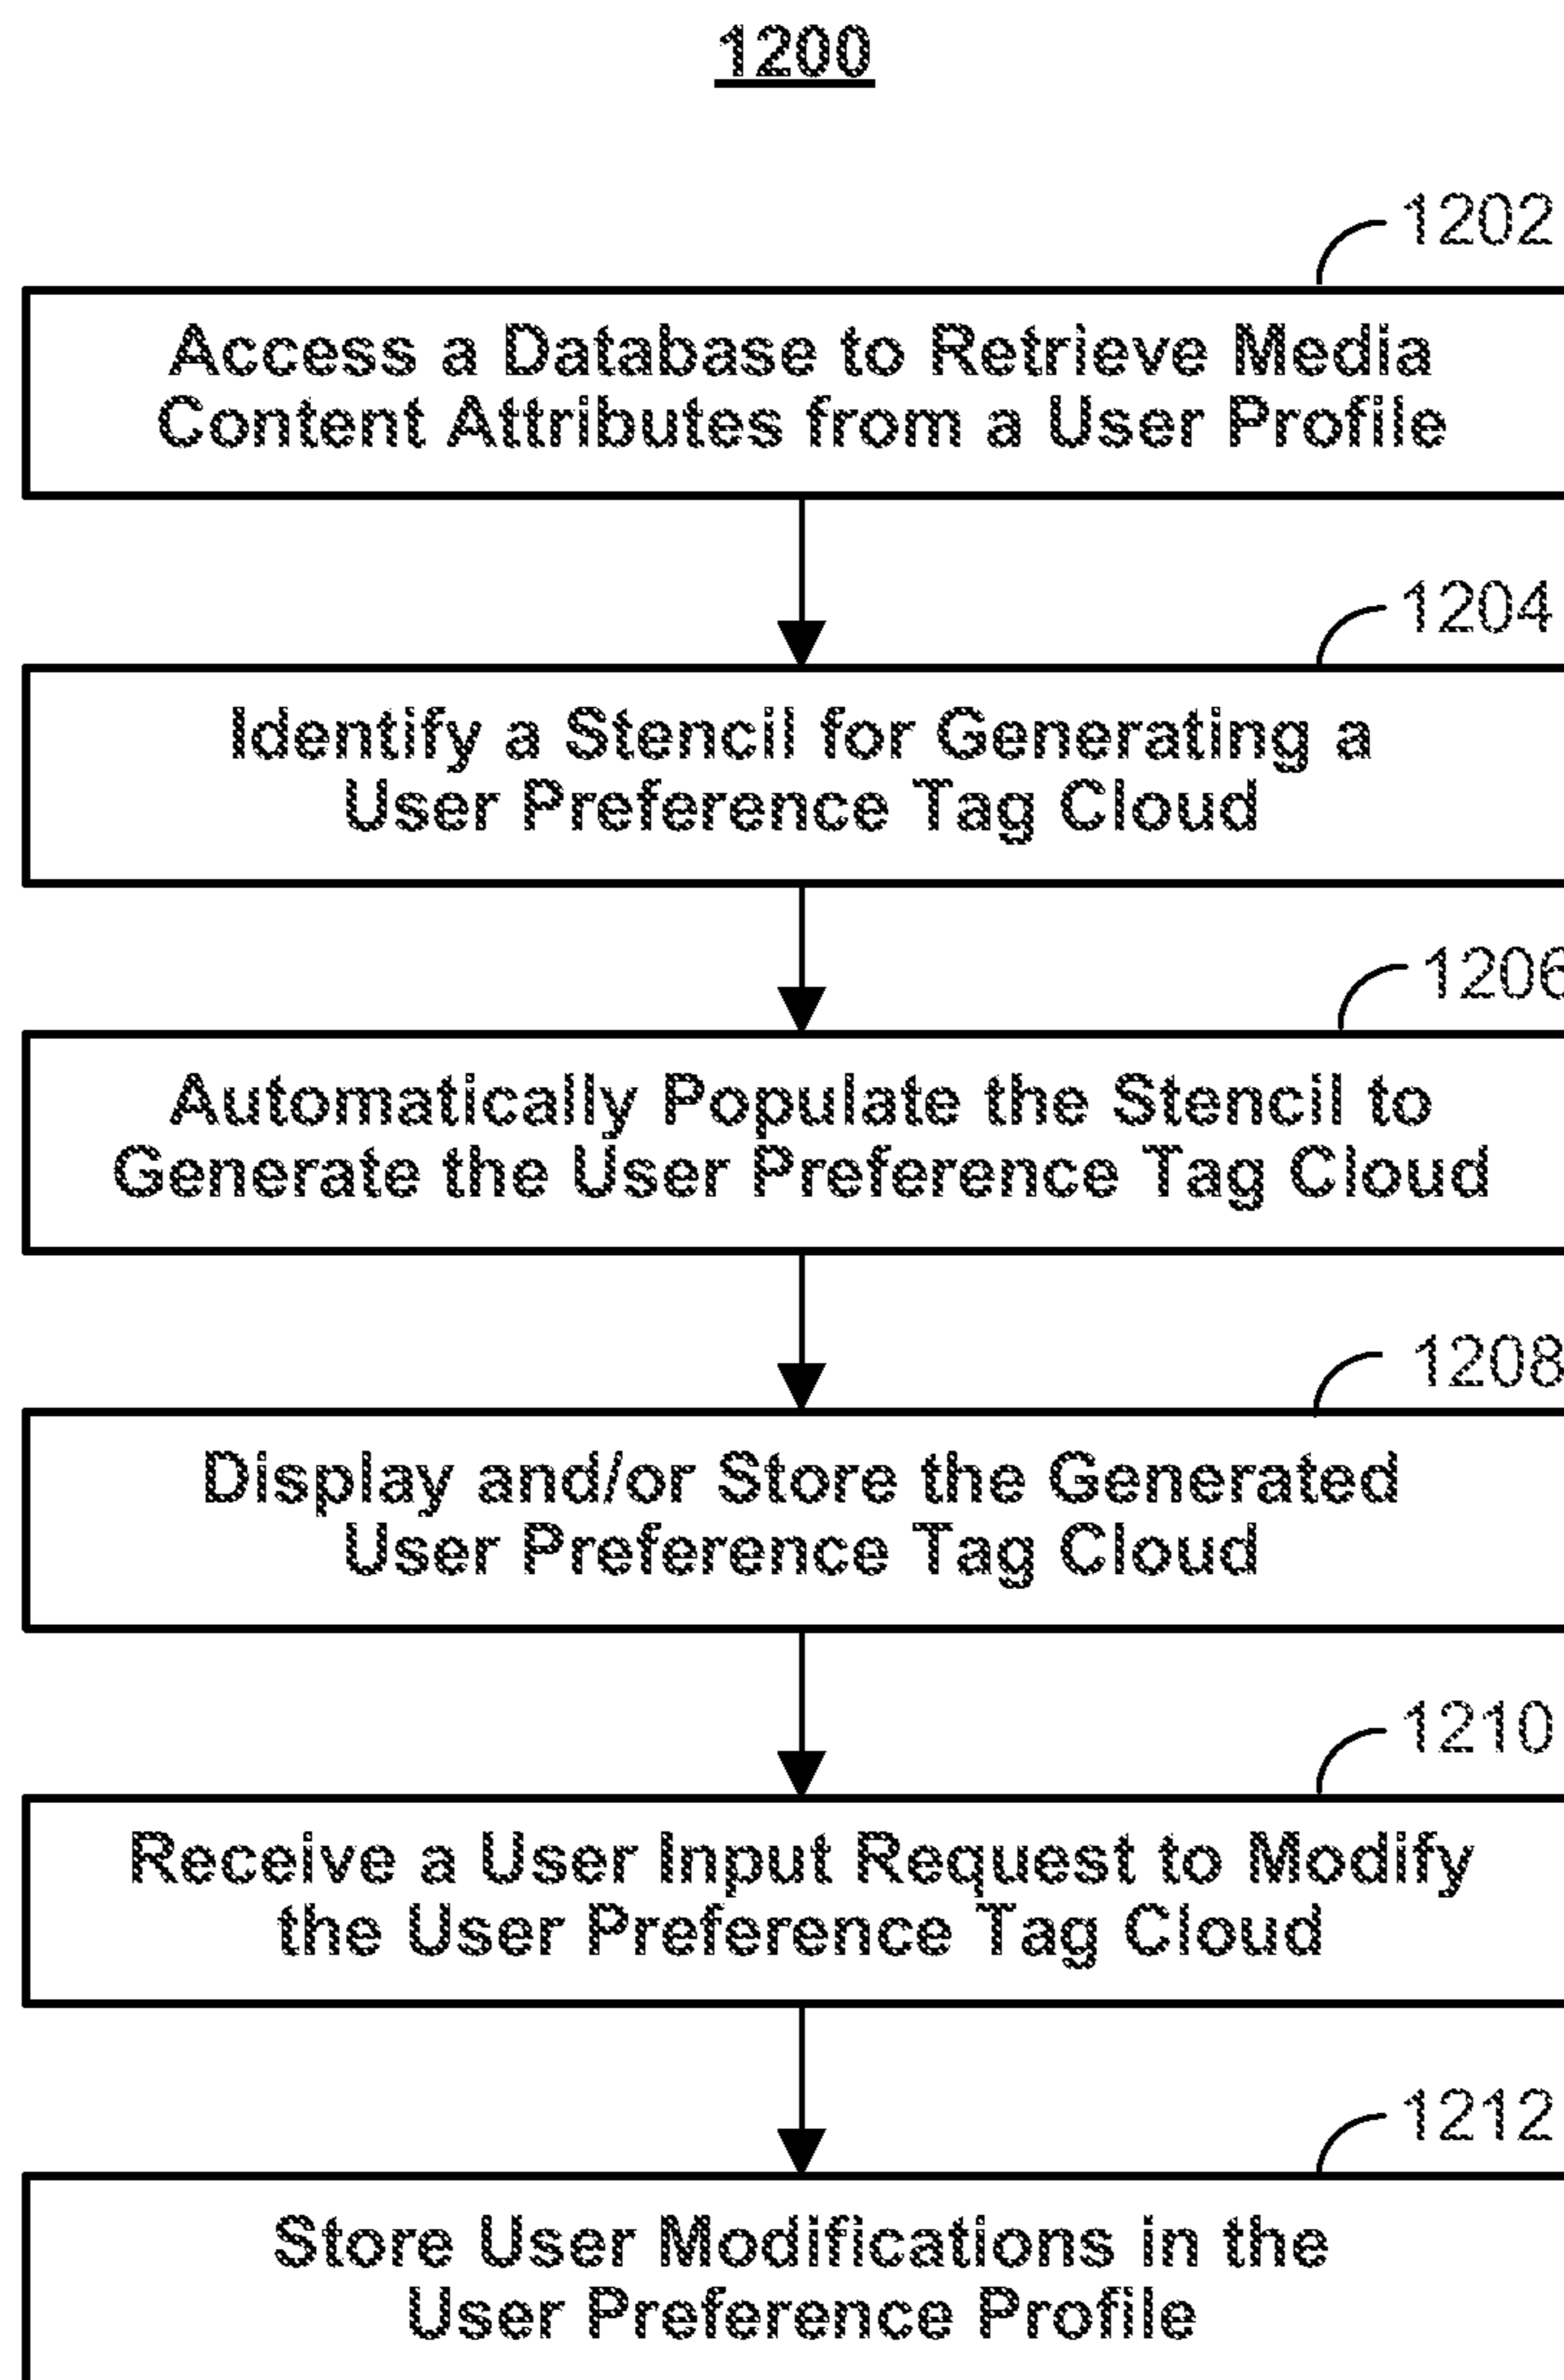 1200
1202
Access a Database to Retrieve Media
Content Attributes from a User Profile
1204
Identify a Stencil for Generating a
User Preference Tag Cloud
1206
Automatically Populate the Stencil to
Generate the User Preference Tag Cloud
1208
Display and/or Store the Generated
User Preference Tag Cloud
1210
Receive a User Input Request to Modify
the User Preference Tag Cloud
1212
Store User Modifications in the
User Preference Profile